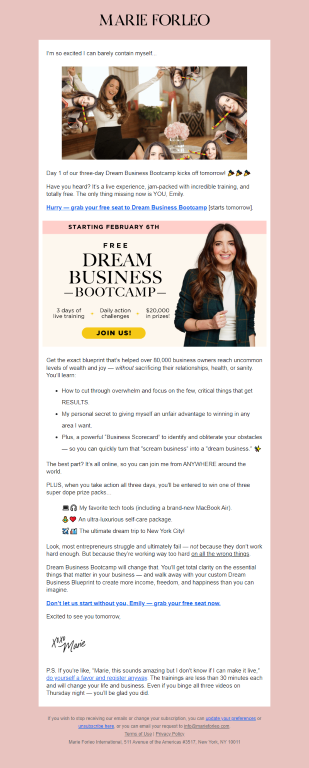 MARIE FORLEO
I'm so excited I can barely contain myself...
Day 1 of our three-day Dream Business Bootcamp kicks off tomorrow! 🎉🎉🎉
Have you heard? It's a live experience, jam-packed with incredible training, and
totally free. The only thing missing now is YOU, Emily.
Hurry — grab your free seat to Dream Business Bootcamp [starts tomorrow].
STARTING FEBRUARY 6TH
FREE
DREAM
BUSINESS
—BOOTCAMP—
3 days of
live training
Daily action
challenges
$20,000
in prizes!
JOIN US!
Get the exact blueprint that's helped over 80,000 business owners reach uncommon
levels of wealth and joy — without sacrificing their relationships, health, or sanity.
You'll learn:
• How to cut through overwhelm and focus on the few, critical things that get
RESULTS.
• My personal secret to giving myself an unfair advantage to winning in any
area I want.
• Plus, a powerful "Business Scorecard" to identify and obliterate your obstacles
— so you can quickly turn that "scream business" into a "dream business." ✨
The best part? It's all online, so you can join me from ANYWHERE around the
world.
PLUS, when you take action all three days, you'll be entered to win one of three
super dope prize packs...
My favorite tech tools (including a brand-new MacBook Air).
An ultra-luxurious self-care package.
The ultimate dream trip to New York City!
Look, most entrepreneurs struggle and ultimately fail — not because they don't work
hard enough. But because they're working way too hard on all the wrong things.
Dream Business Bootcamp will change that. You'll get total clarity on the essential
things that matter in your business — and walk away with your custom Dream
Business Blueprint to create more income, freedom, and happiness than you can
imagine.
Don't let us start without you, Emily — grab your free seat now.
Excited to see you tomorrow,
xoxo
Marie
P.S. If you're like, "Marie, this sounds amazing but I don't know if I can make it live,"
do yourself a favor and register anyway. The trainings are less than 30 minutes each
and will change your life and business. Even if you binge all three videos on
Thursday night — you'll be glad you did.
If you wish to stop receiving our emails or change your subscription, you can update your preferences or
unsubscribe here, or you can email your request to info@marieforleo.com
Terms of Use | Privacy Policy
Marie Forleo International, 511 Avenue of the Americas #3517, New York, NY 10011